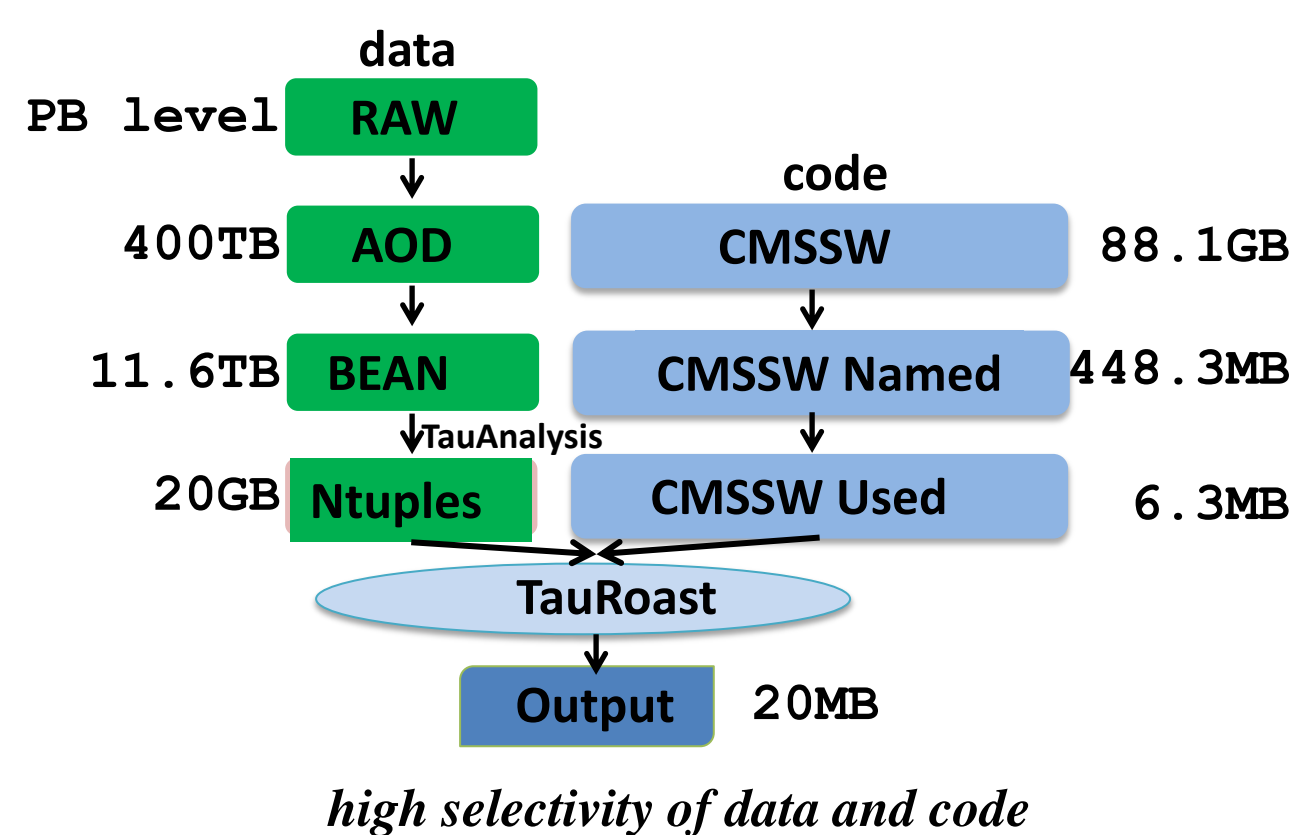 data
PB level RAW
code
400TB AOD CMSSW 88.1GB
11.6TB BEAN CMSSW Named 448.3MB
TauAnalysis
20GB Ntuples CMSSW Used 6.3MB
TauRoast
Output 20MB
high selectivity of data and code